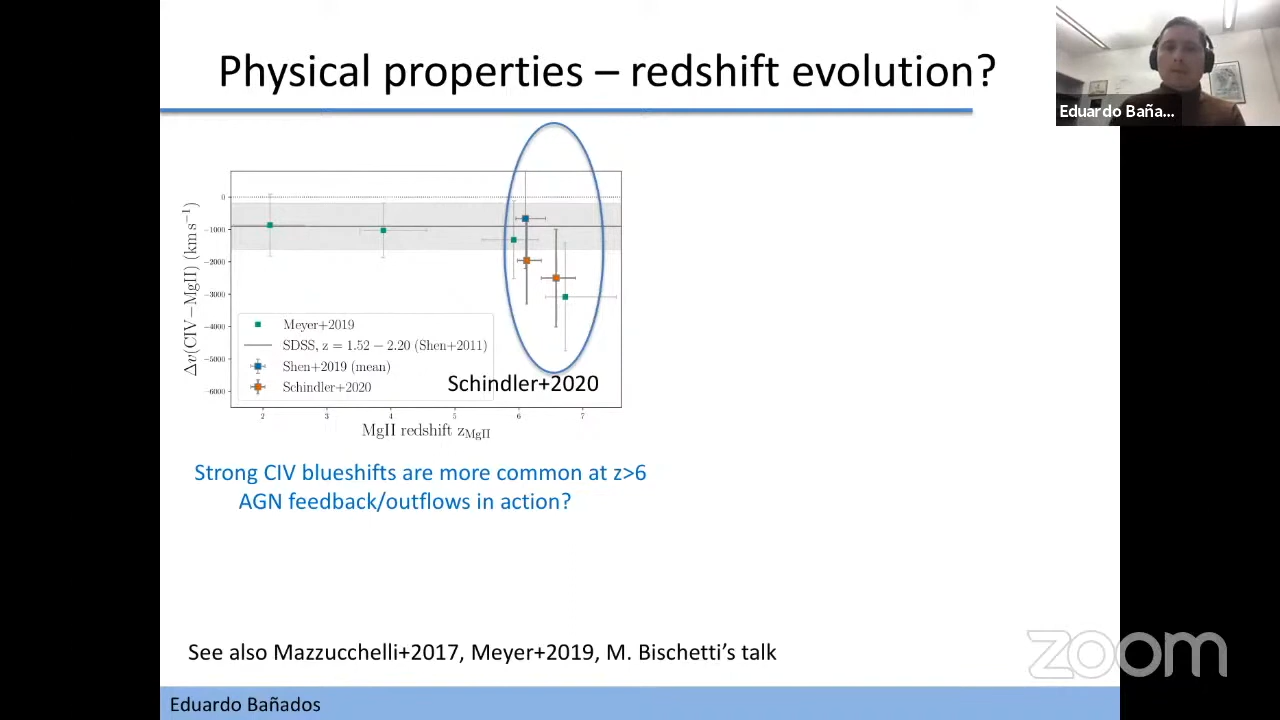 Physical properties – redshift evolution?
Eduardo Baña...
0
−1000
−2000
−3000
−4000
−5000
−6000
Δv(CIV−MgII) (km s⁻¹)
Meyer+2019
SDSS, z = 1.52 − 2.20 (Shen+2011)
Shen+2019 (mean)
Schindler+2020
Schindler+2020
2 3 4 5 6 7
MgII redshift zMgII
Strong CIV blueshifts are more common at z>6
AGN feedback/outflows in action?
See also Mazzucchelli+2017, Meyer+2019, M. Bischetti's talk
zoom
Eduardo Bañados